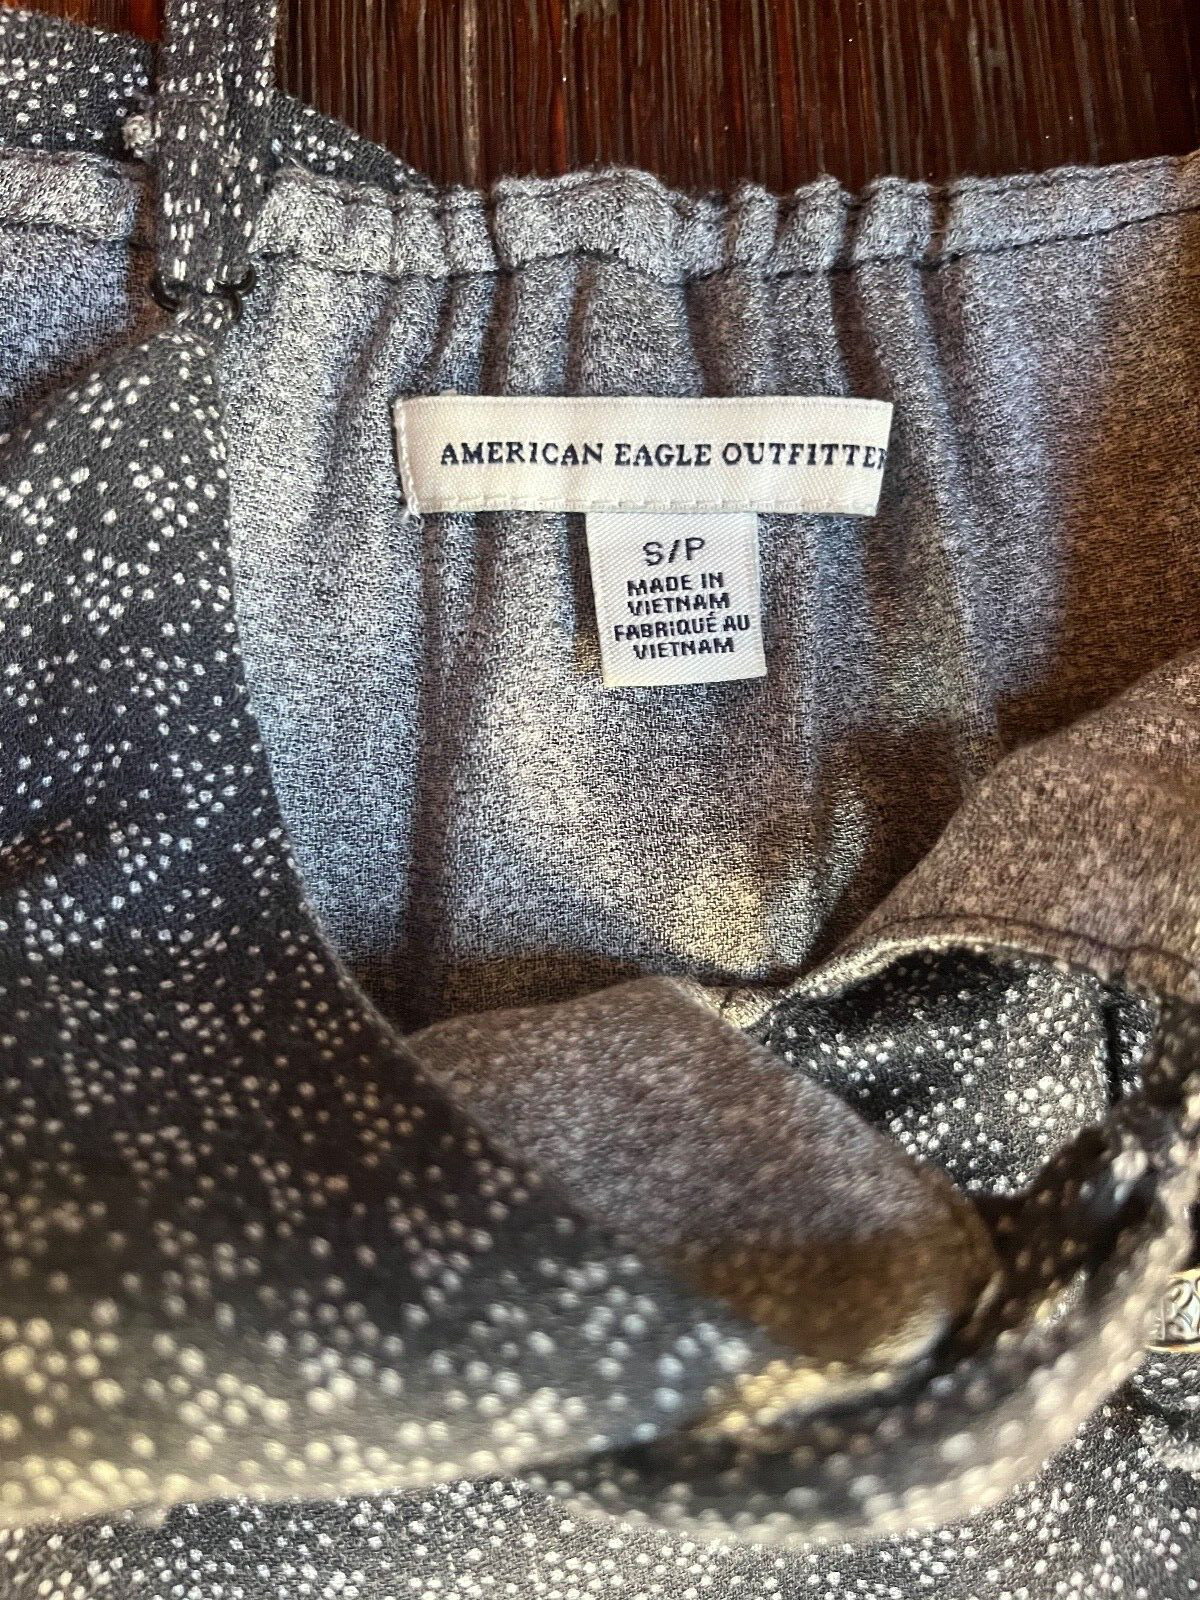 AMERICAN EAGLE OUTFITTER
S/P
MADE IN
VIETNAM
FABRIQUÉ AU
VIETNAM